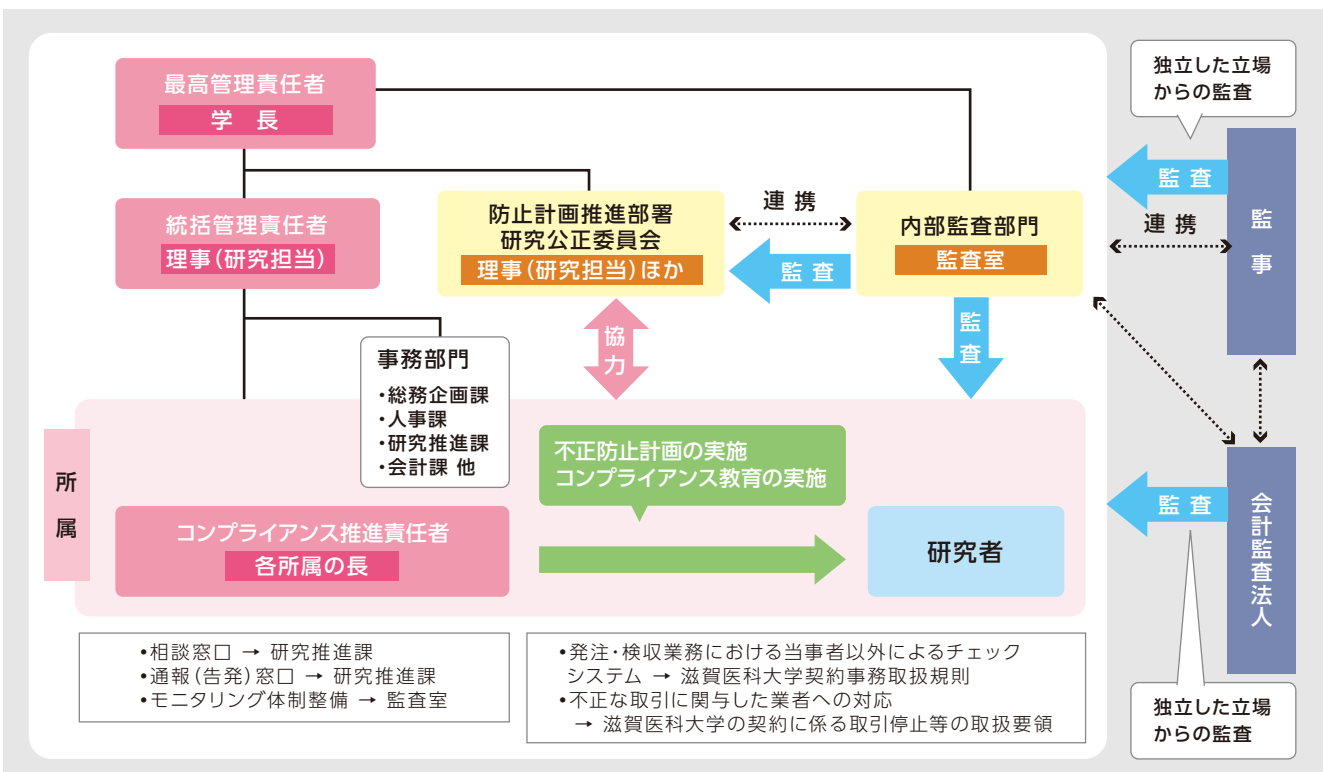 最高管理責任者
学 長
統括管理責任者
理事(研究担当)
防止計画推進部署
研究公正委員会
理事(研究担当)ほか
連 携
監 査
内部監査部門
監査室
独立した立場
からの監査
監 査
連 携
監事
協力
監査
事務部門
・総務企画課
・人事課
・研究推進課
・会計課 他
所属
不正防止計画の実施
コンプライアンス教育の実施
コンプライアンス推進責任者
各所属の長
研究者
監 査
会計監査法人
独立した立場
からの監査
•相談窓口 → 研究推進課
•通報(告発)窓口 → 研究推進課
•モニタリング体制整備 → 監査室
•発注・検収業務における当事者以外によるチェック
システム → 滋賀医科大学契約事務取扱規則
•不正な取引に関与した業者への対応
→ 滋賀医科大学の契約に係る取引停止等の取扱要領